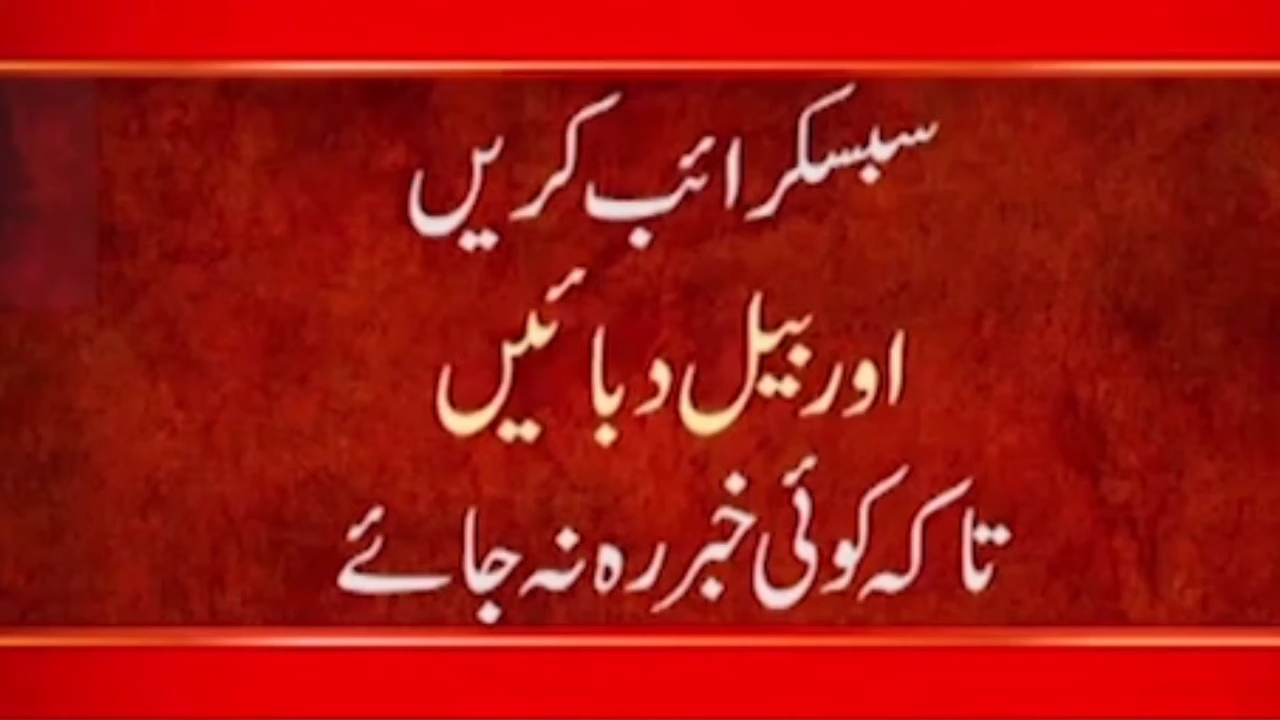 سبسکرائب کریں
اور بیل دبائیں
تاکہ کوئی خبر رہ نہ جائے